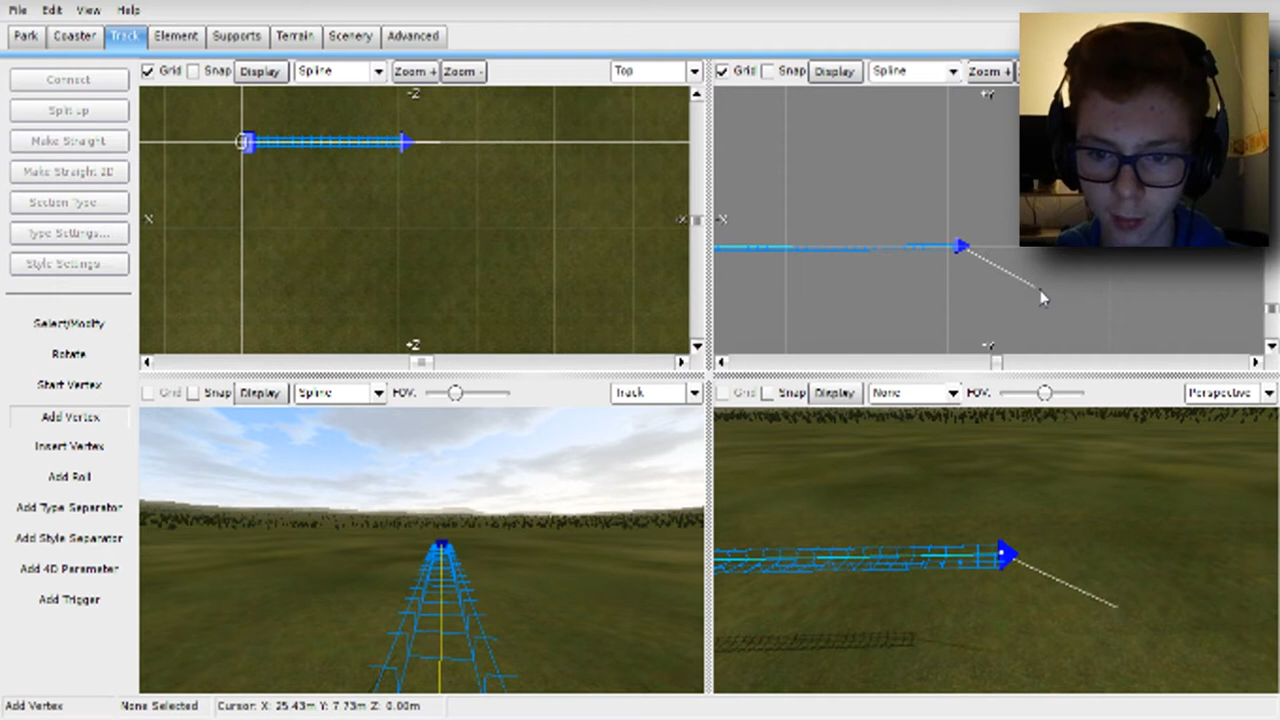 File Edit View Help
Park Coaster Track Element Supports Terrain Scenery Advanced
Connect
Split up
Make Straight
Make Straight 2D
Section Type...
Type Settings...
Style Settings...
Select/Modify
Rotate
Start Vertex
Add Vertex
Insert Vertex
Add Roll
Add Type Separator
Add Style Separator
Add 4D Parameter
Add Trigger
Grid Snap Display Spline Zoom + Zoom - Top
-Z
X
+Z
Grid Snap Display Spline Zoom +
+Y
-X
-Y
Grid Snap Display Spline FOV: Track
Grid Snap Display None FOV: Perspective
Add Vertex None Selected Cursor: X: 25.43m Y: 7.73m Z: 0.00m